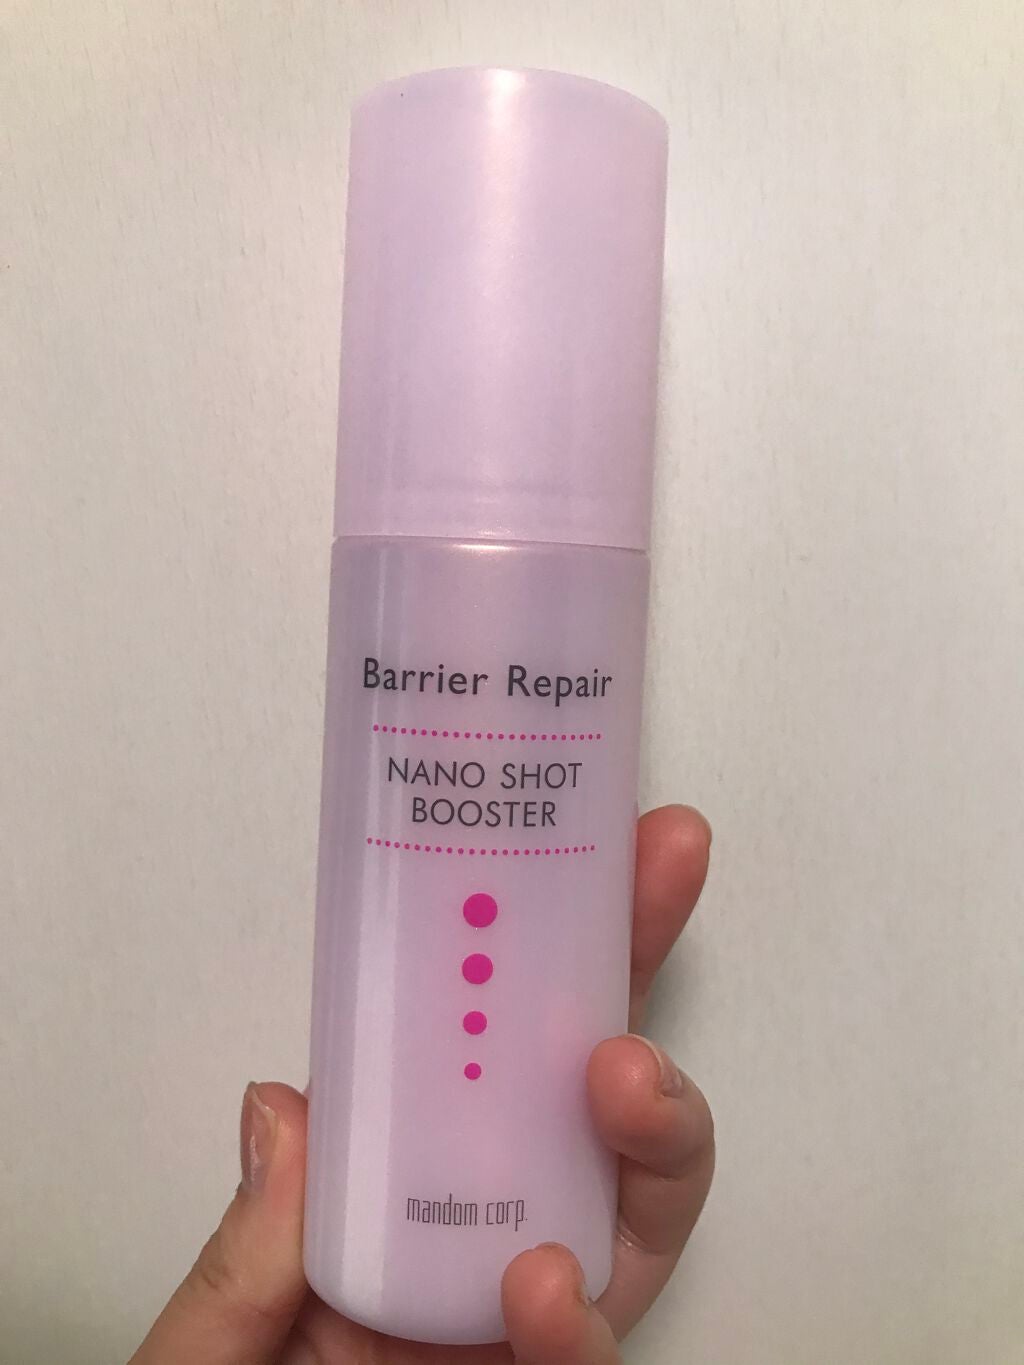 Barrier Repair
NANO SHOT
BOOSTER
mandom corp.